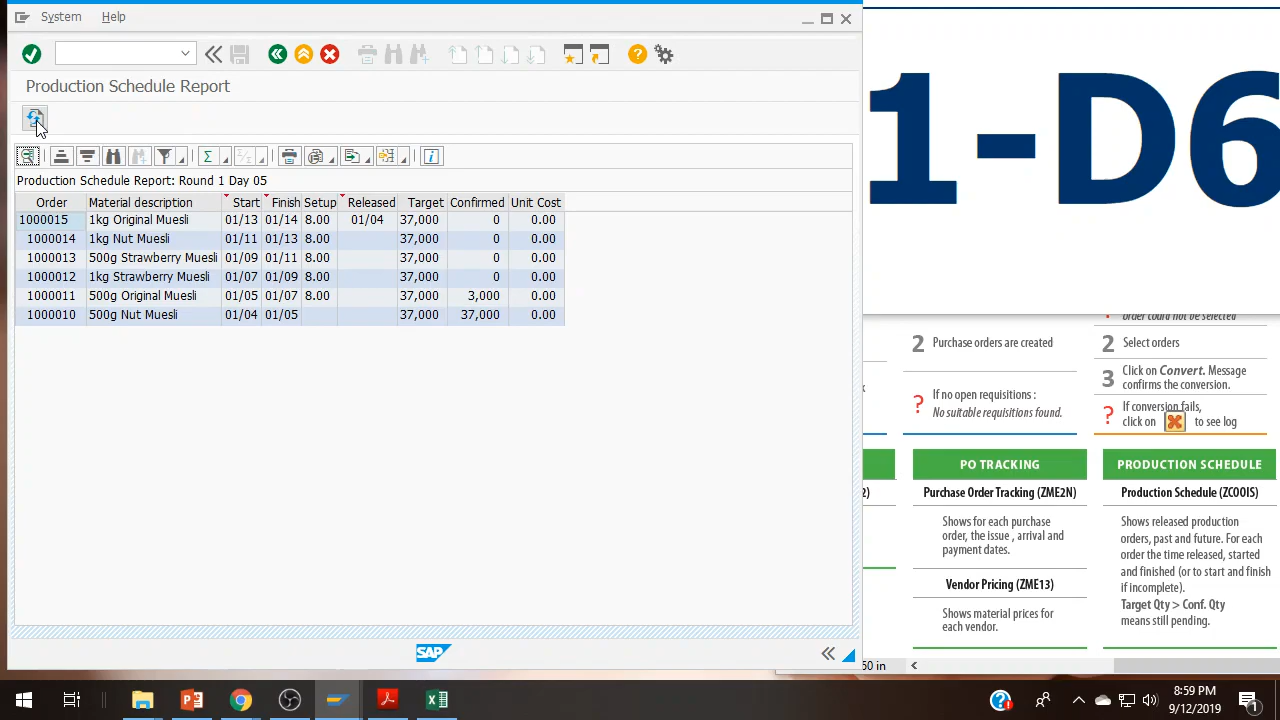 System Help
Production Schedule Report
Production Schedule Report: Round 1 Day 05
Order Material description Start Finish Setup Released Target Confirmed Unit Cost
1000015 1kg Original Muesli 01/13 01/14 8.00 01/04 37,000 0 0.00
1000014 1kg Nut Muesli 01/11 01/13 8.00 37,000 0 0.00
1000013 500g Strawberry Muesli 01/09 01/11 8.00 37,000 0 0.00
1000012 1kg Strawberry Muesli 01/07 01/09 8.00 37,000 0 0.00
1000011 500g Original Muesli 01/05 01/07 8.00 37,000 3,000 0.00
1000010 500g Nut Muesli 01/04 01/05 37,000 37,000 0.00
SAP
1-D6
order could not be selected
2 Purchase orders are created
2 Select orders
3 Click on Convert. Message
confirms the conversion.
? If no open requisitions :
No suitable requisitions found.
? If conversion fails,
click on to see log
PO TRACKING
PRODUCTION SCHEDULE
2)
Purchase Order Tracking (ZME2N)
Production Schedule (ZCOOIS)
Shows for each purchase
order, the issue , arrival and
payment dates.
Vendor Pricing (ZME13)
Shows material prices for
each vendor.
Shows released production
orders, past and future. For each
order the time released, started
and finished (or to start and finish
if incomplete).
Target Qty > Conf. Qty
means still pending.
50 in
8:59 PM
9/12/2019
1